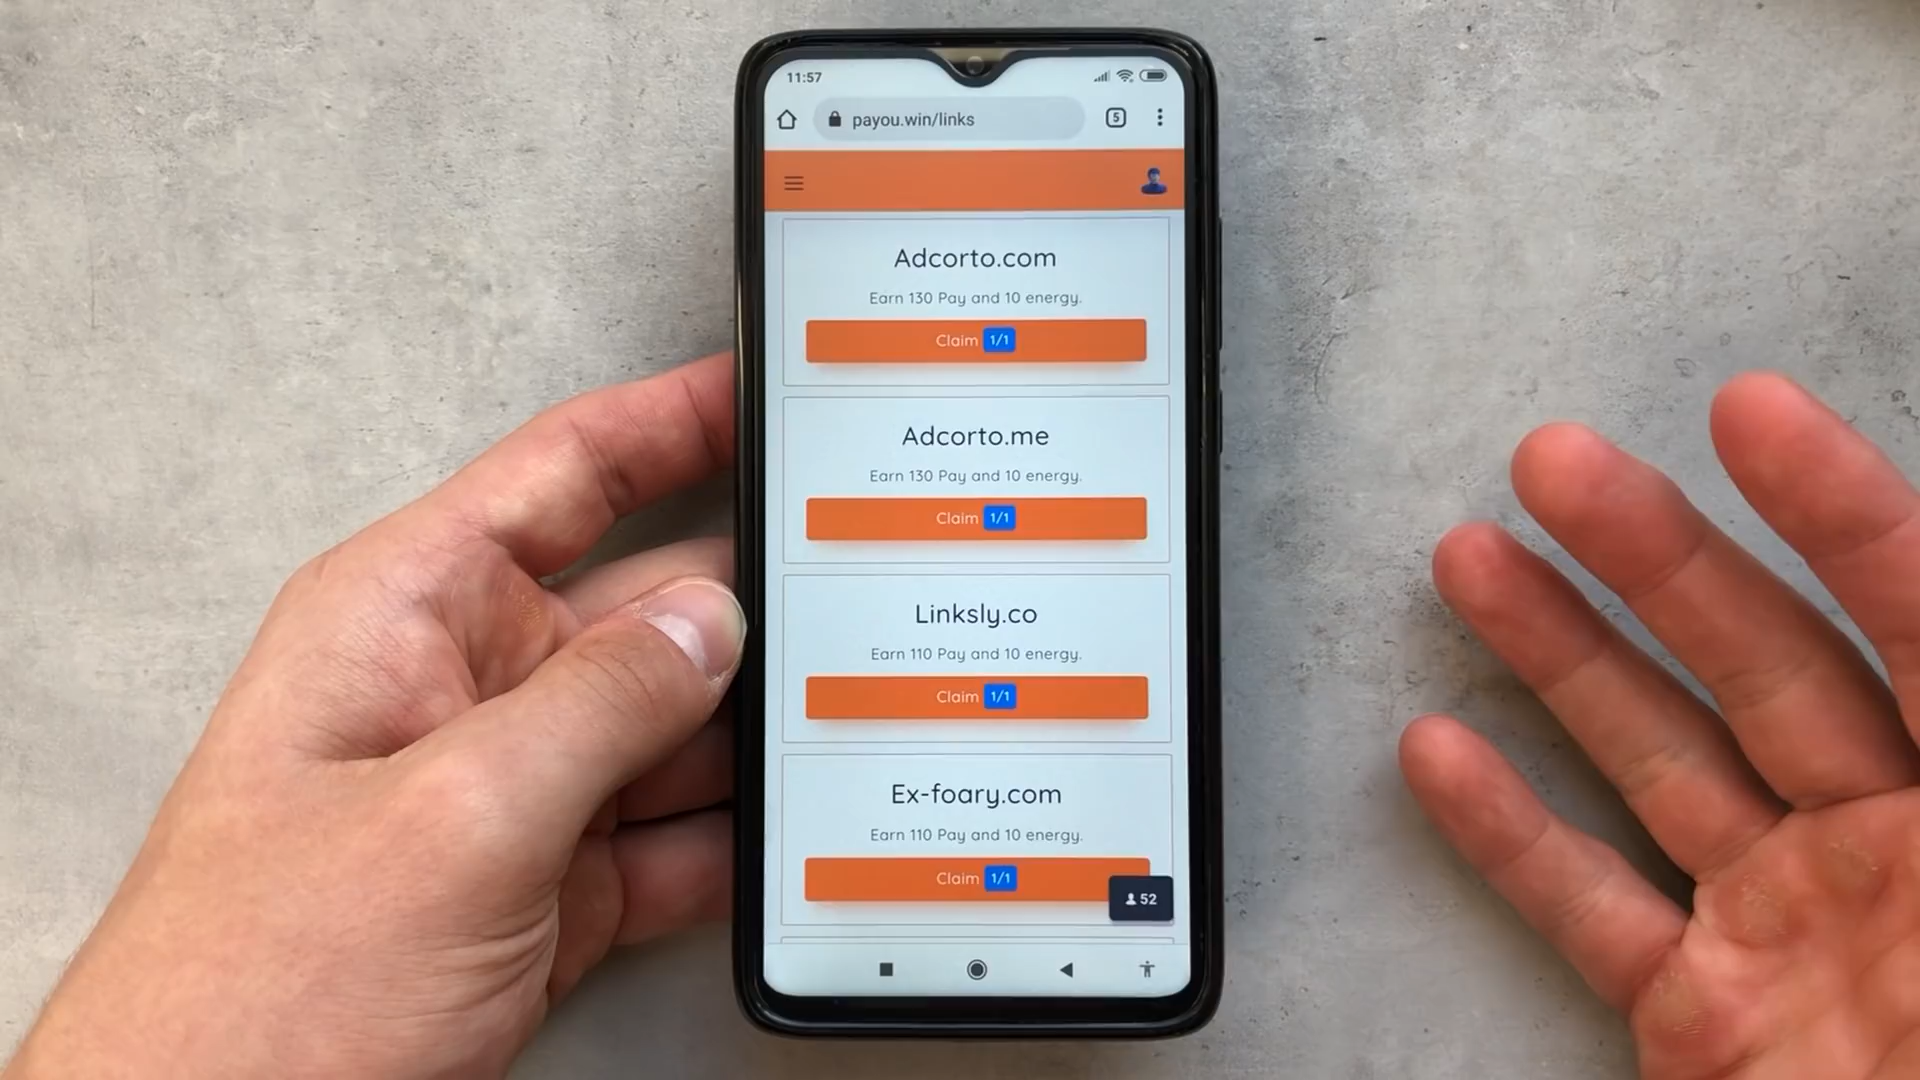 11:57
payou.win/links
5
Adcorto.com
Earn 130 Pay and 10 energy.
Claim 1/1
Adcorto.me
Earn 130 Pay and 10 energy.
Claim 1/1
Linksly.co
Earn 110 Pay and 10 energy.
Claim 1/1
Ex-foary.com
Earn 110 Pay and 10 energy.
Claim 1/1
52